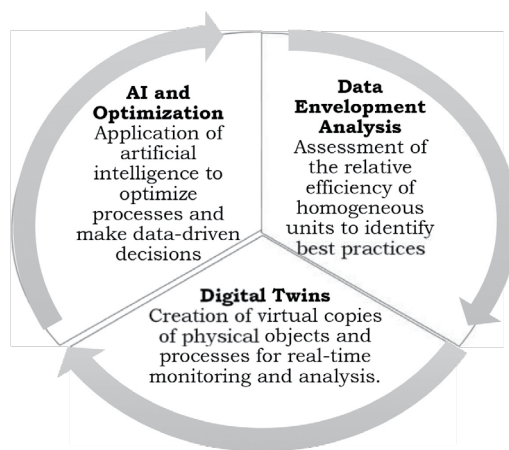 AI and
Optimization
Application of
artificial
intelligence to
optimize
processes and
make data-driven
decisions
Data
Envelopment
Analysis
Assessment of
the relative
efficiency of
homogeneous
units to identify
best practices
Digital Twins
Creation of virtual copies
of physical objects and
processes for real-time
monitoring and analysis.